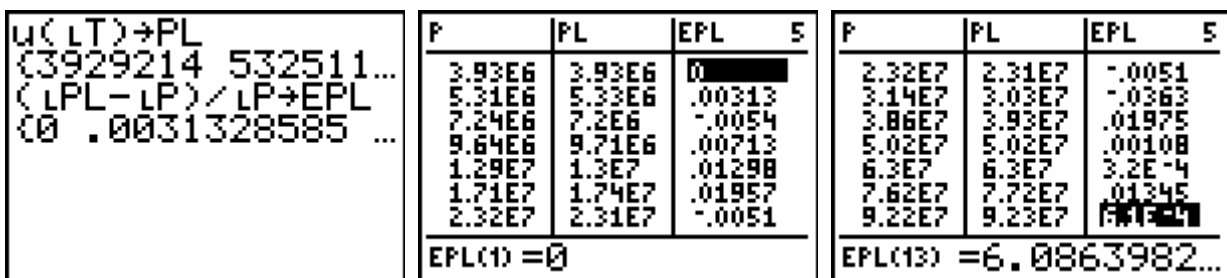 u(ʟT)→PL
{3929214 532511…
(ʟPL-ʟP)/ʟP→EPL
{0 .0031328585 …
P PL EPL 5
3.93E6 3.93E6 0
5.31E6 5.33E6 .00313
7.24E6 7.2E6 -.0054
9.64E6 9.71E6 .00713
1.29E7 1.3E7 .01298
1.71E7 1.74E7 .01957
2.32E7 2.31E7 -.0051
EPL(1) =0
P PL EPL 5
2.32E7 2.31E7 -.0051
3.14E7 3.03E7 -.0363
3.86E7 3.93E7 .01975
5.02E7 5.02E7 .00108
6.3E7 6.3E7 3.2E-4
7.62E7 7.72E7 .01345
9.22E7 9.23E7 6.1E-4
EPL(13) =6.0863982…